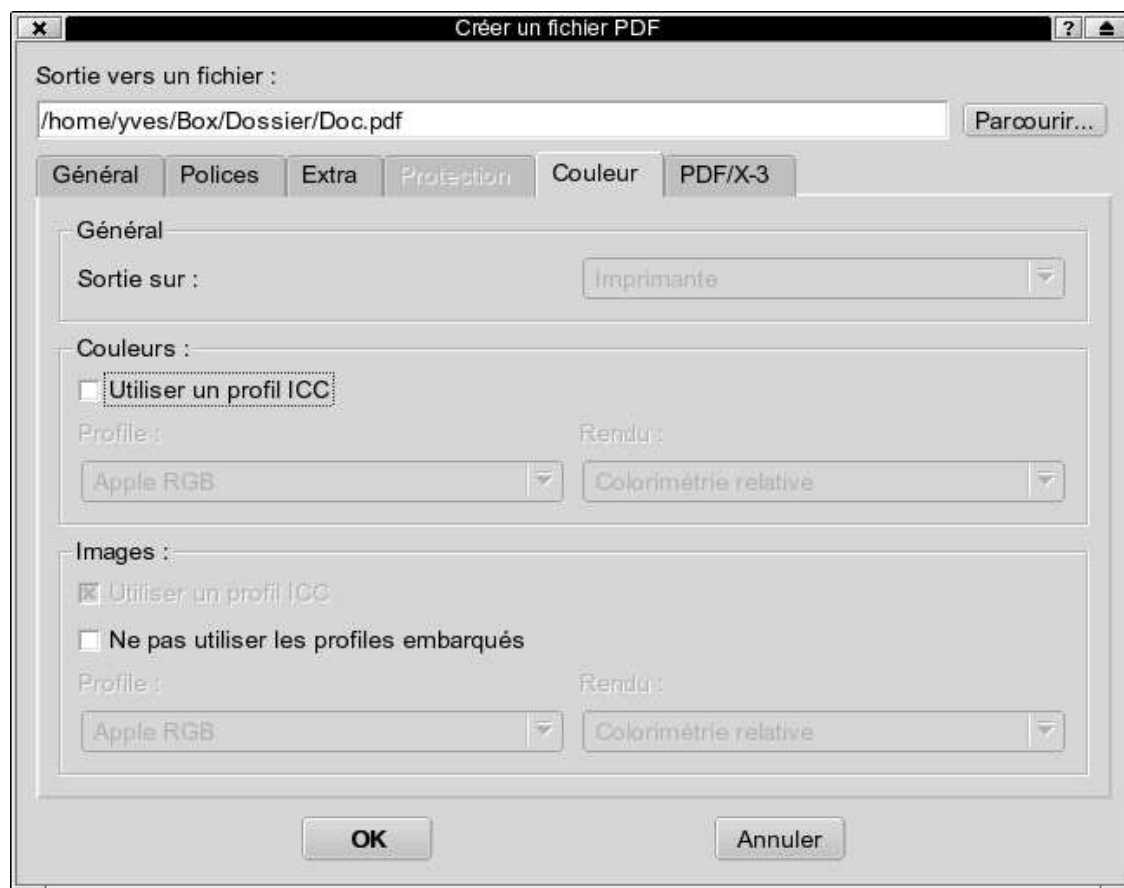 Créer un fichier PDF
Sortie vers un fichier :
/home/yves/Box/Dossier/Doc.pdf Parcourir...
Général Polices Extra Protection Couleur PDF/X-3
Général
Sortie sur : Imprimante
Couleurs :
Utiliser un profil ICC
Profile : Rendu :
Apple RGB Colorimétrie relative
Images :
Utiliser un profil ICC
Ne pas utiliser les profiles embarqués
Profile : Rendu :
Apple RGB Colorimétrie relative
OK Annuler